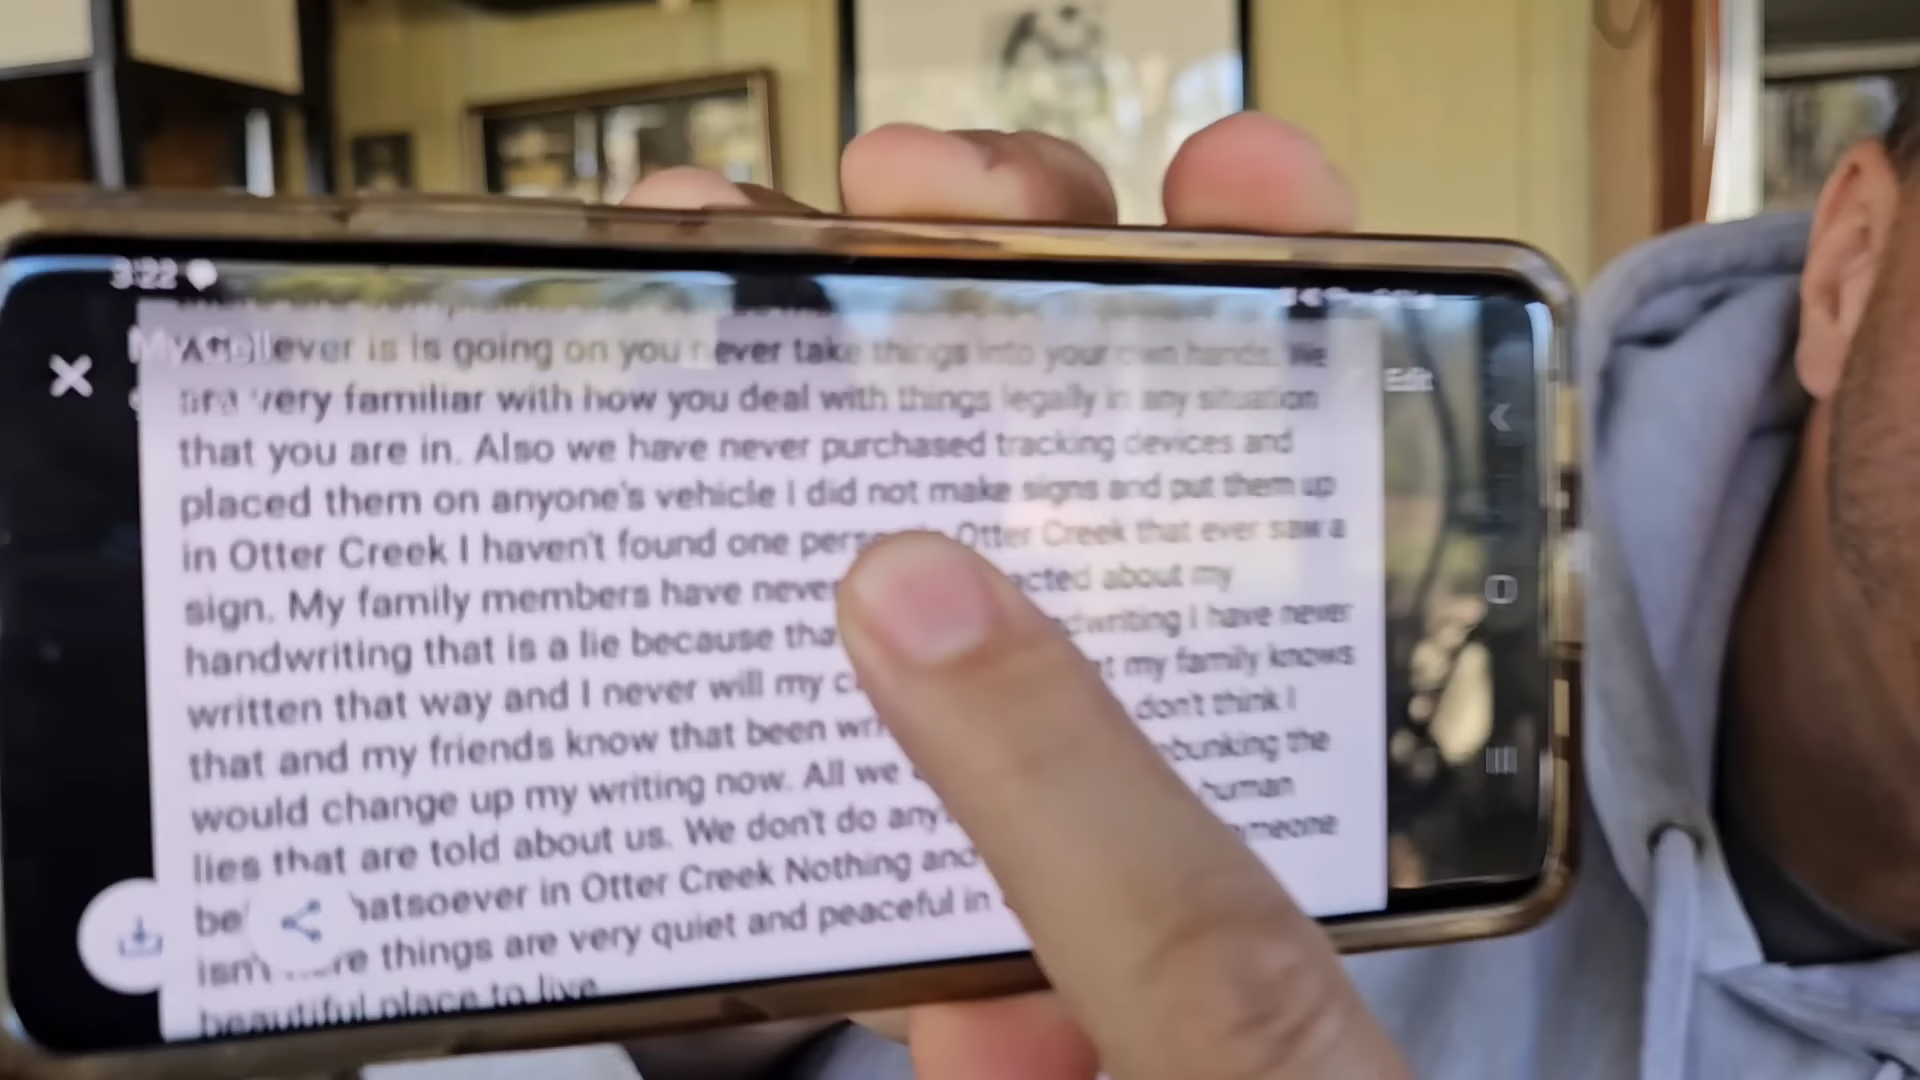 3:22
ever is is going on you never take things into your own hands. We
are very familiar with how you deal with things legally in any situation
that you are in. Also we have never purchased tracking devices and
placed them on anyone's vehicle I did not make signs and put them up
in Otter Creek I haven't found one Otter Creek that ever saw a
sign. My family members have never about my
handwriting that is a lie because I have never
written that way and I never will my my family knows
that and my friends know that been don't think I
would change up my writing now. All we the
lies that are told about us. We don't do human
in Otter Creek Nothing and
things are very quiet and peaceful in
beautiful place to live
Edit